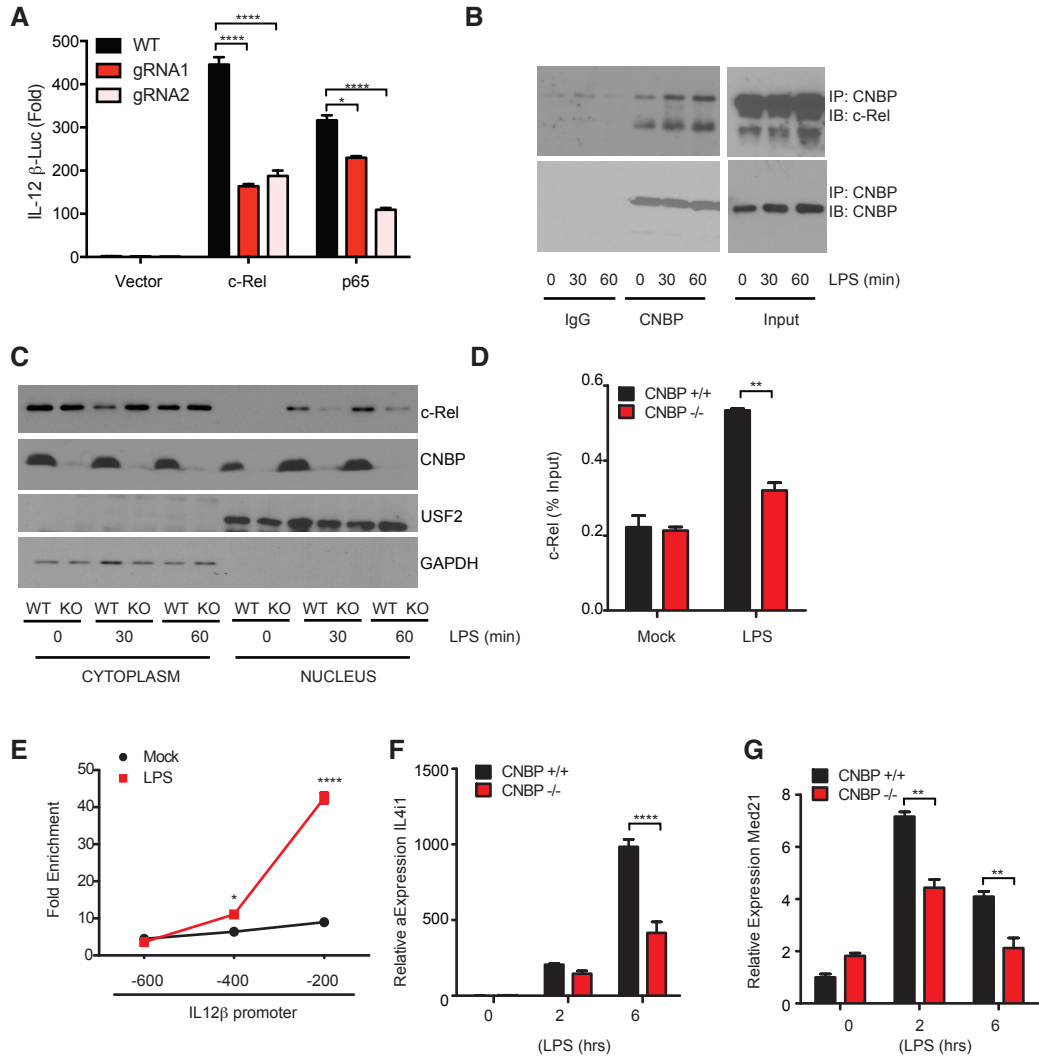 A
IL-12 β-Luc (Fold)
500
400
300
200
100
0
WT
gRNA1
gRNA2
****
****
****
*
Vector c-Rel p65
B
IP: CNBP
IB: c-Rel
IP: CNBP
IB: CNBP
0 30 60 0 30 60 0 30 60 LPS (min)
IgG CNBP Input
C
c-Rel
CNBP
USF2
GAPDH
WT KO WT KO WT KO WT KO WT KO WT KO
0 30 60 0 30 60 LPS (min)
CYTOPLASM NUCLEUS
D
c-Rel (% Input)
0.6
0.4
0.2
0.0
CNBP +/+
CNBP -/-
**
Mock LPS
E
Fold Enrichment
Mock
LPS
50
40
30
20
10
0
*
****
-600 -400 -200
IL12β promoter
F
Relative aExpression IL4i1
1500
1000
500
0
CNBP +/+
CNBP -/-
****
0 2 6
(LPS (hrs)
G
Relative Expression Med21
8
6
4
2
0
CNBP +/+
CNBP -/-
**
**
0 2 6
(LPS (hrs)